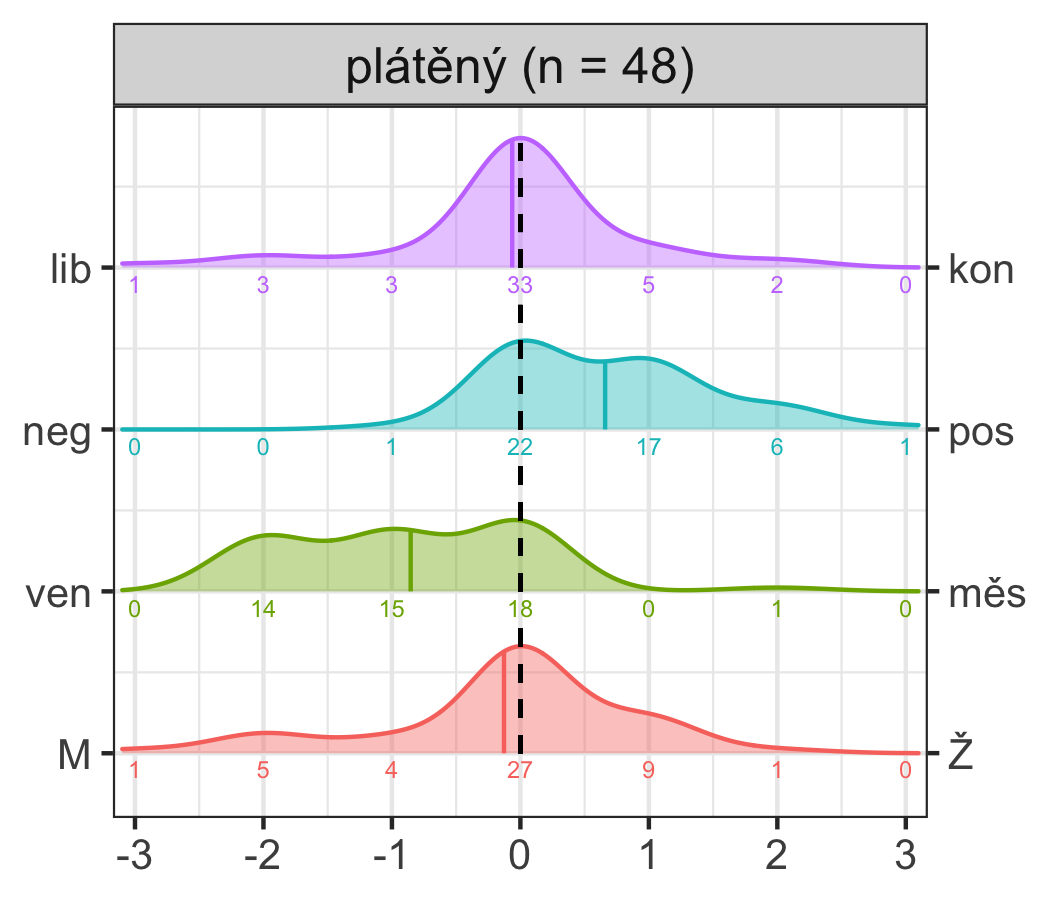 plátěný (n = 48)
lib kon
1 3 3 33 5 2 0
neg pos
0 0 1 22 17 6 1
ven měs
0 14 15 18 0 1 0
M Ž
1 5 4 27 9 1 0
-3 -2 -1 0 1 2 3